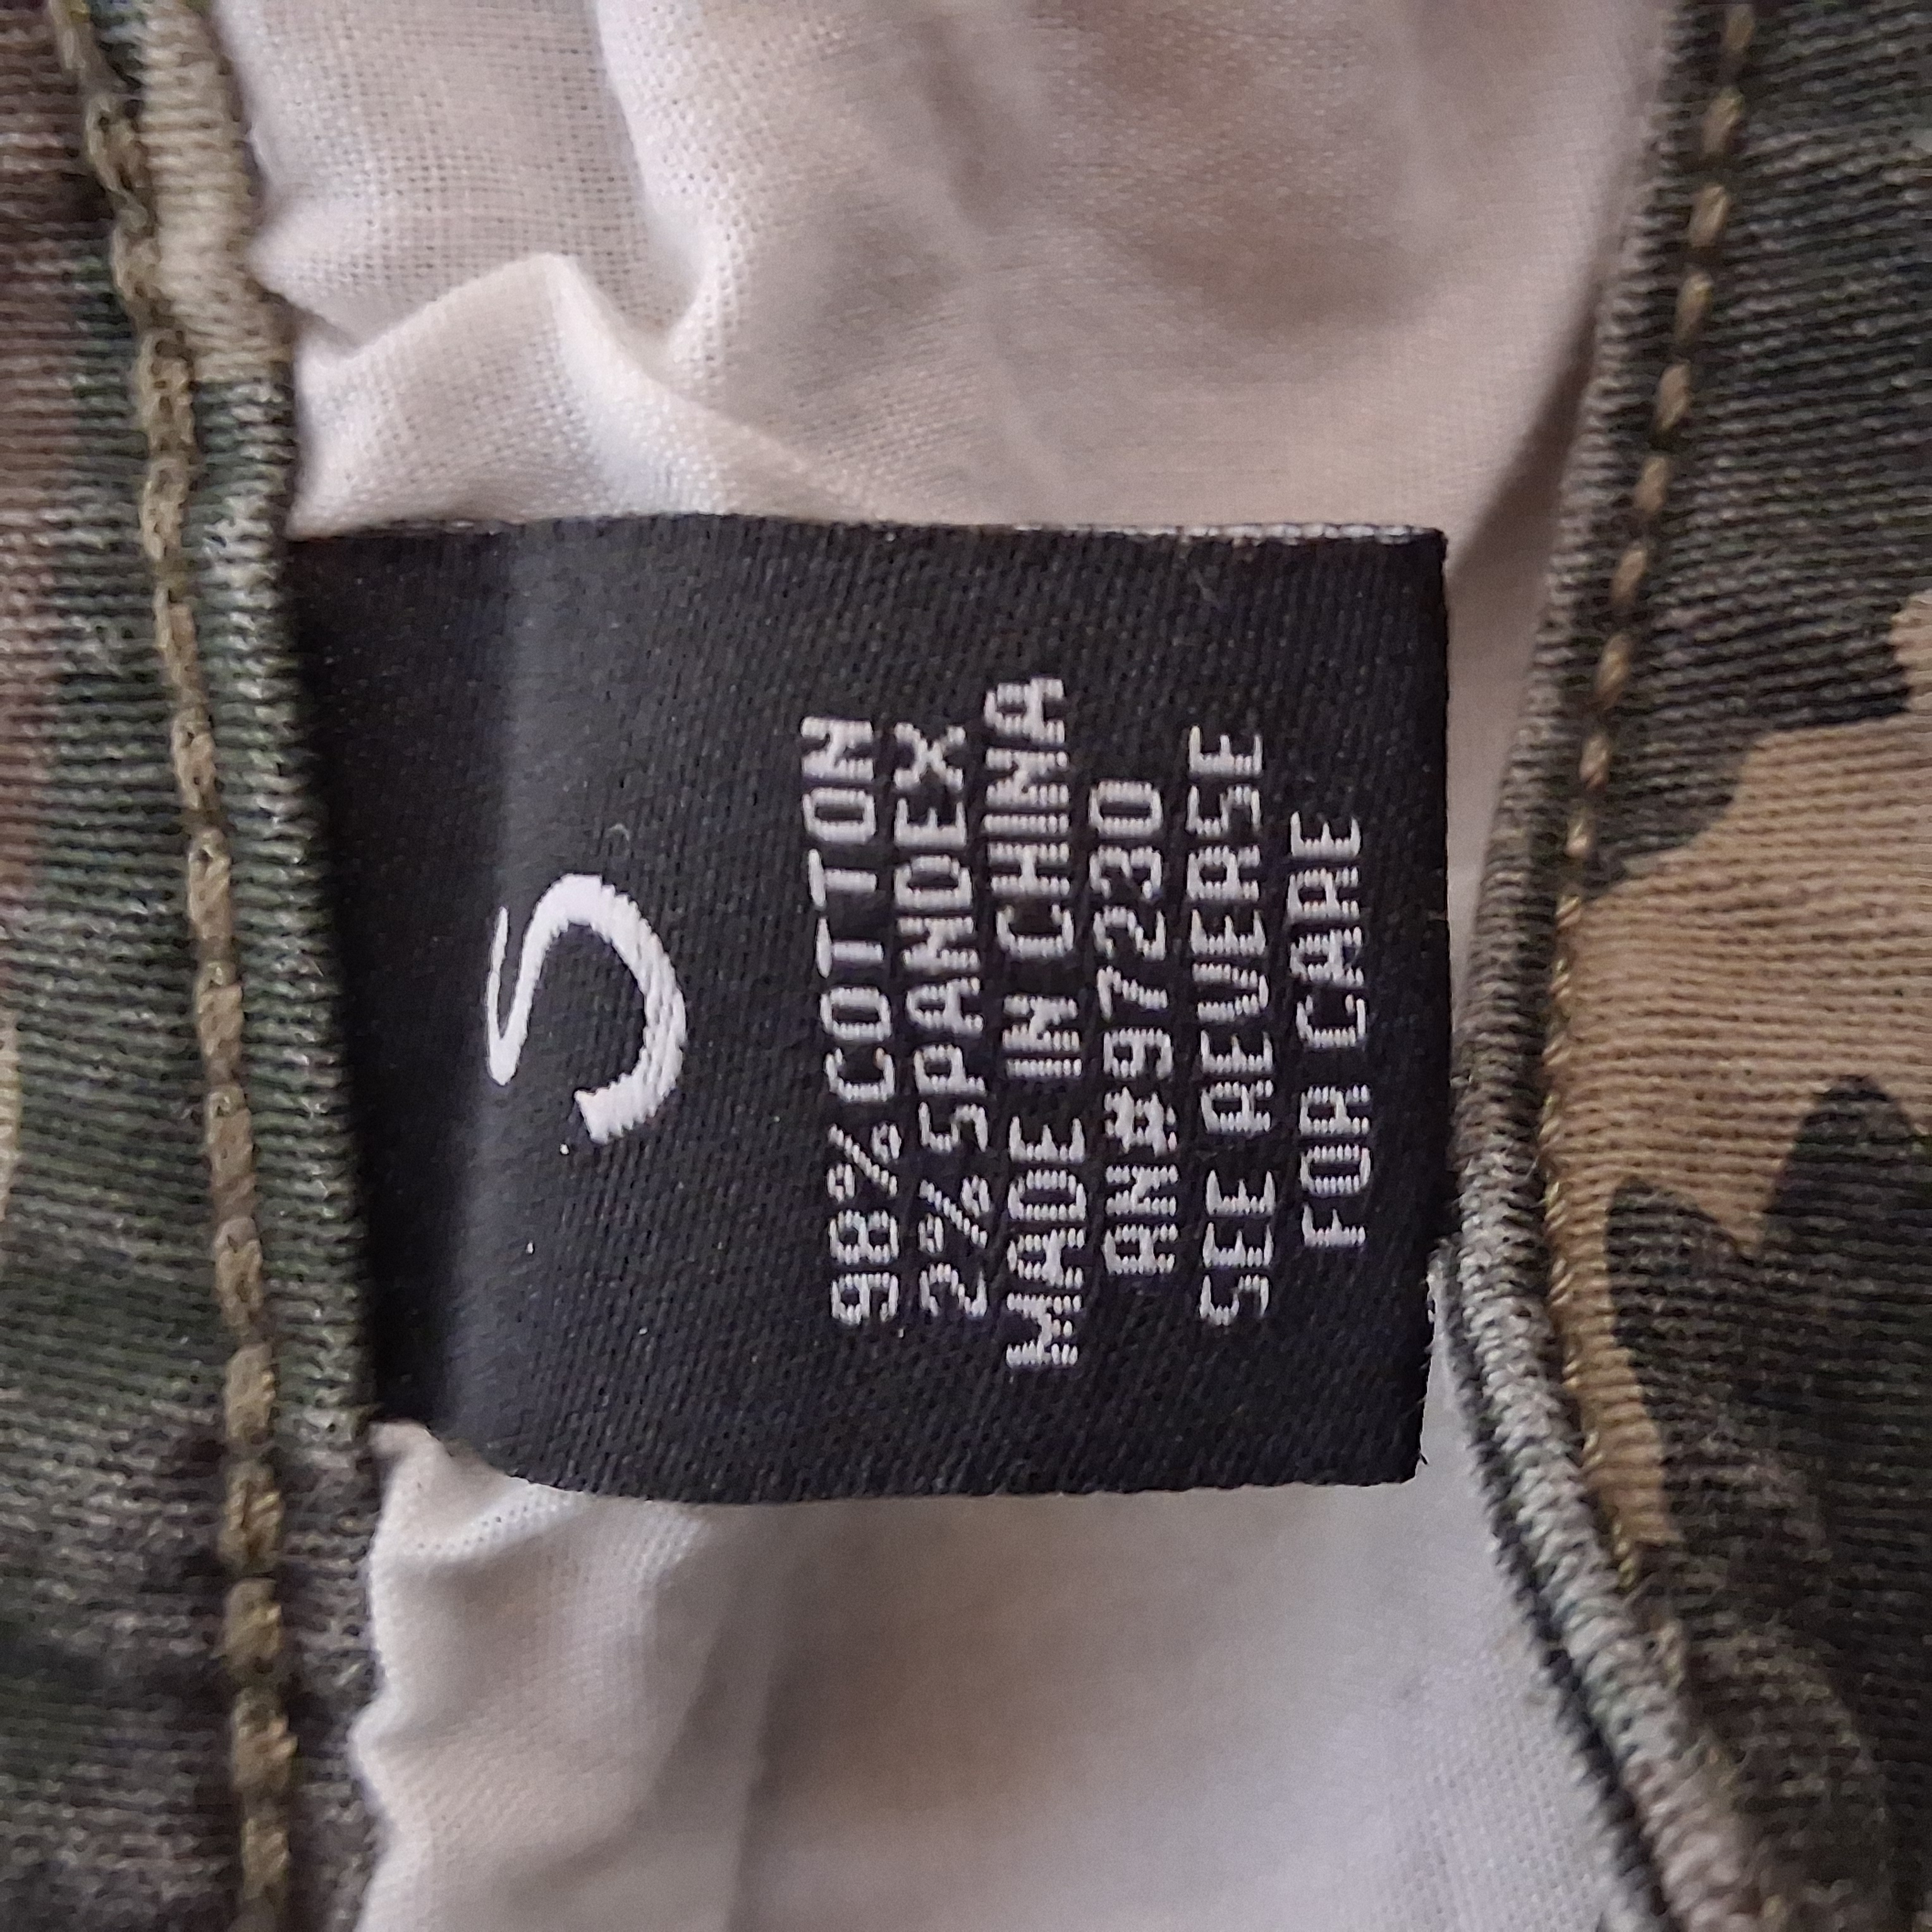 S
98% COTTON
2% SPANDEX
MADE IN CHINA
RN#97230
SEE REVERSE
FOR CARE